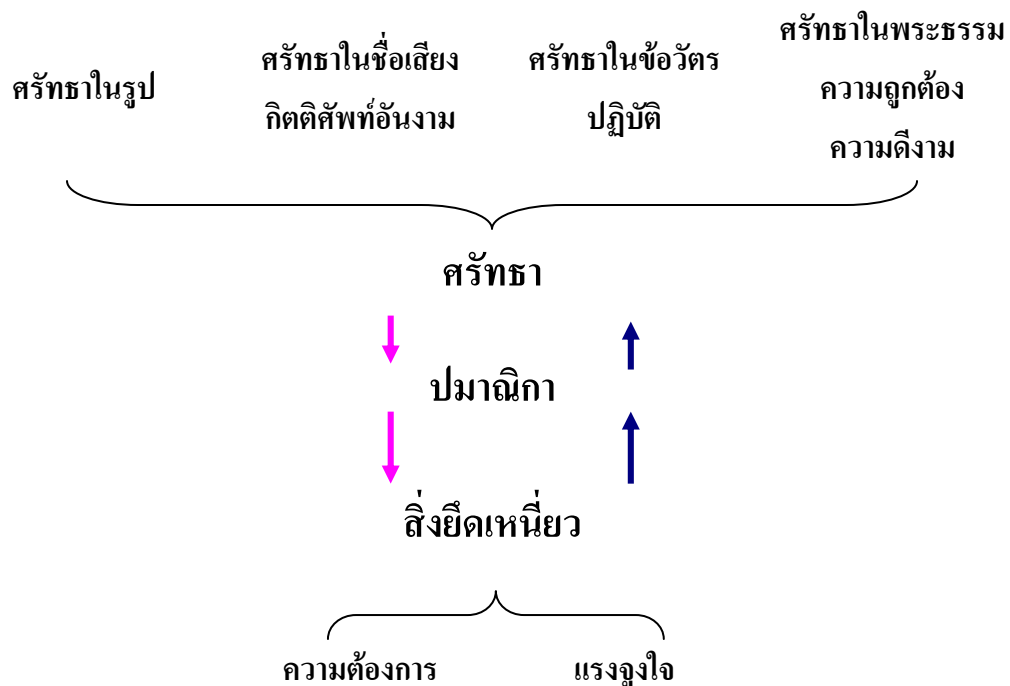 ศรัทธาในรูป
ศรัทธาในชื่อเสียง
กิตติศัพท์อันงาม
ศรัทธาในข้อวัตร
ปฏิบัติ
ศรัทธาในพระธรรม
ความถูกต้อง
ความดีงาม
ศรัทธา
ปมาณิกา
สิ่งยึดเหนี่ยว
ความต้องการ
แรงจูงใจ